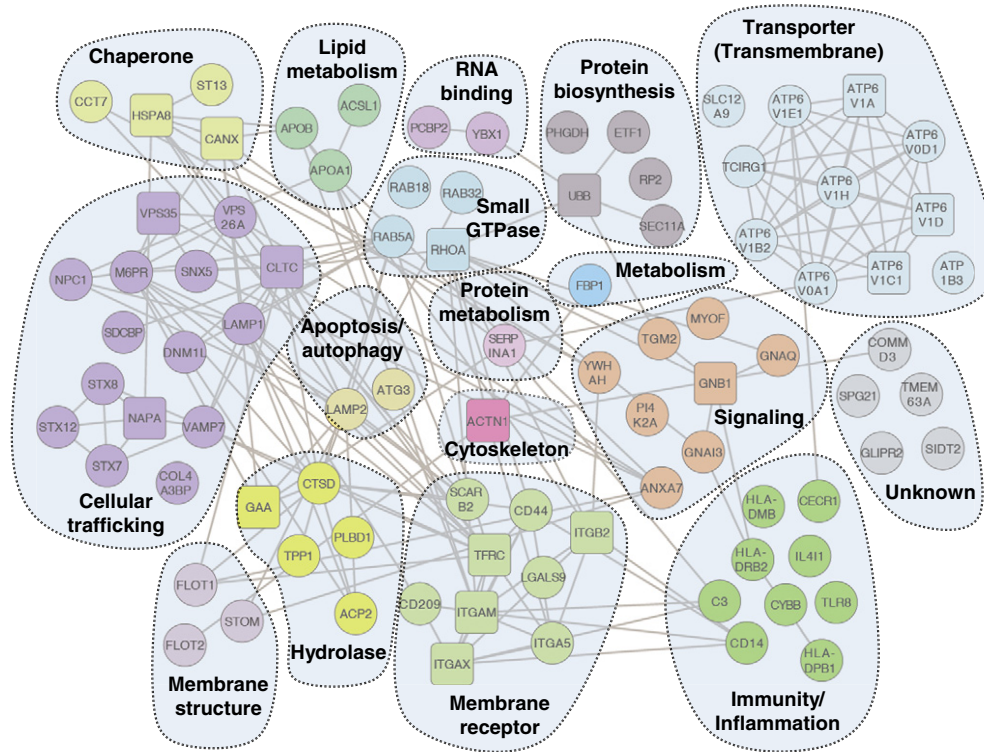 Chaperone
CCT7
ST13
HSPA8
CANX
Lipid
metabolism
ACSL1
APOB
APOA1
RNA
binding
PCBP2
YBX1
Protein
biosynthesis
PHGDH
ETF1
RP2
UBB
SEC11A
Transporter
(Transmembrane)
SLC12
A9
ATP6
V1E1
ATP6
V1A
ATP6
V0D1
TCIRG1
ATP6
V1H
ATP6
V1D
ATP6
V1B2
ATP6
V0A1
ATP6
V1C1
ATP
1B3
RAB18
RAB32
Small
GTPase
RAB5A
RHOA
VPS35
VPS
26A
NPC1
M6PR
SNX5
CLTC
SDCBP
LAMP1
DNM1L
STX8
STX12
NAPA
VAMP7
STX7
COL4
A3BP
Cellular
trafficking
Apoptosis/
autophagy
ATG3
LAMP2
Protein
metabolism
SERP
INA1
Metabolism
FBP1
ACTN1
Cytoskeleton
MYOF
TGM2
GNAQ
YWH
AH
GNB1
PI4
K2A
Signaling
GNAI3
ANXA7
COMM
D3
SPG21
TMEM
63A
GLIPR2
SIDT2
Unknown
CTSD
GAA
PLBD1
TPP1
ACP2
Hydrolase
FLOT1
STOM
FLOT2
Membrane
structure
SCAR
B2
CD44
ITGB2
TFRC
LGALS9
CD209
ITGAM
ITGA5
ITGAX
Membrane
receptor
HLA-
DMB
CECR1
HLA-
DRB2
IL4I1
C3
CYBB
TLR8
CD14
HLA-
DPB1
Immunity/
Inflammation